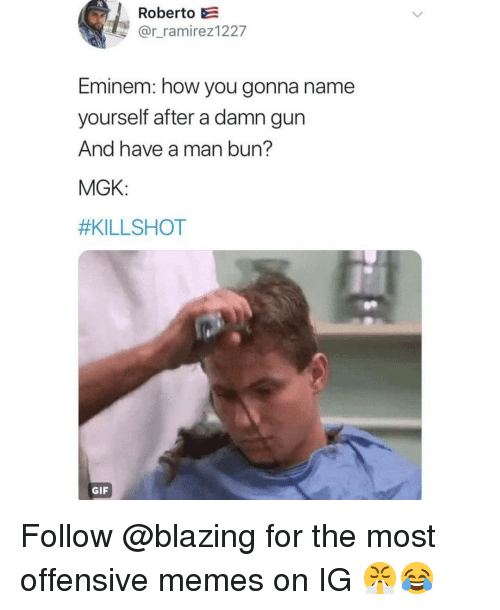 Roberto 🇵🇷
@r_ramirez1227
Eminem: how you gonna name
yourself after a damn gun
And have a man bun?
MGK:
#KILLSHOT
GIF
Follow @blazing for the most
offensive memes on IG 😤😂